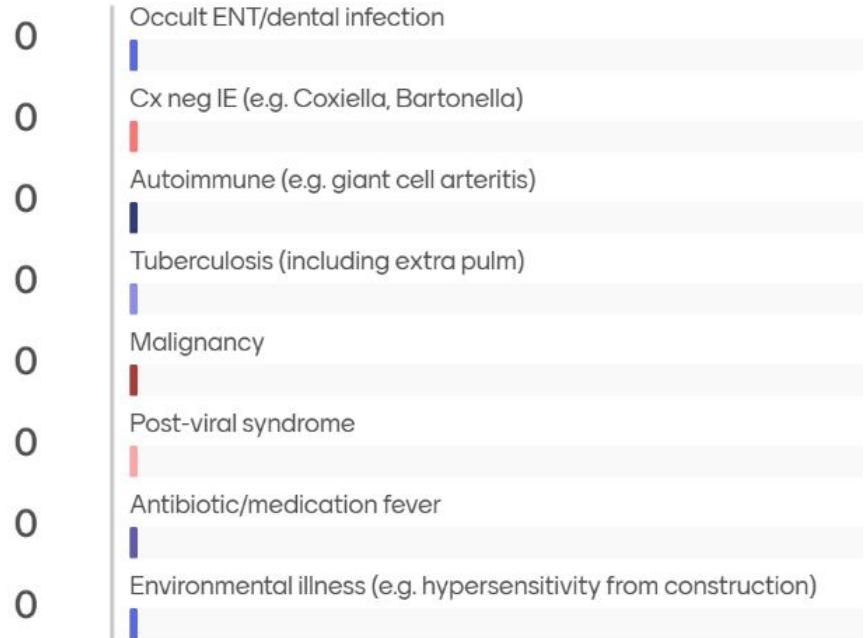 0 Occult ENT/dental infection
0 Cx neg IE (e.g. Coxiella, Bartonella)
0 Autoimmune (e.g. giant cell arteritis)
0 Tuberculosis (including extra pulm)
0 Malignancy
0 Post-viral syndrome
0 Antibiotic/medication fever
0 Environmental illness (e.g. hypersensitivity from construction)